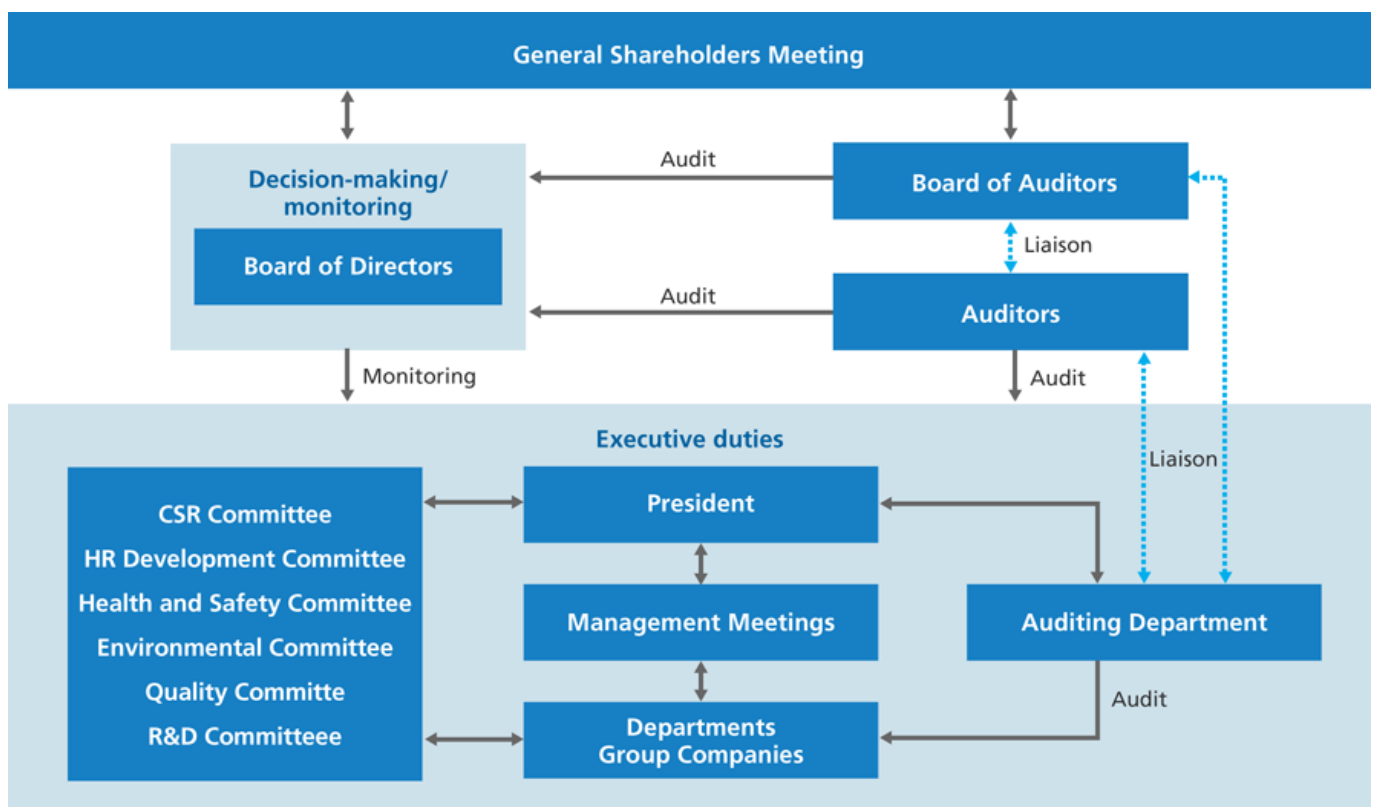 General Shareholders Meeting
Decision-making/
monitoring
Board of Directors
Audit
Board of Auditors
Liaison
Audit
Auditors
Monitoring
Audit
Executive duties
Liaison
CSR Committee
HR Development Committee
Health and Safety Committee
Environmental Committee
Quality Committe
R&D Committeee
President
Management Meetings
Departments
Group Companies
Auditing Department
Audit